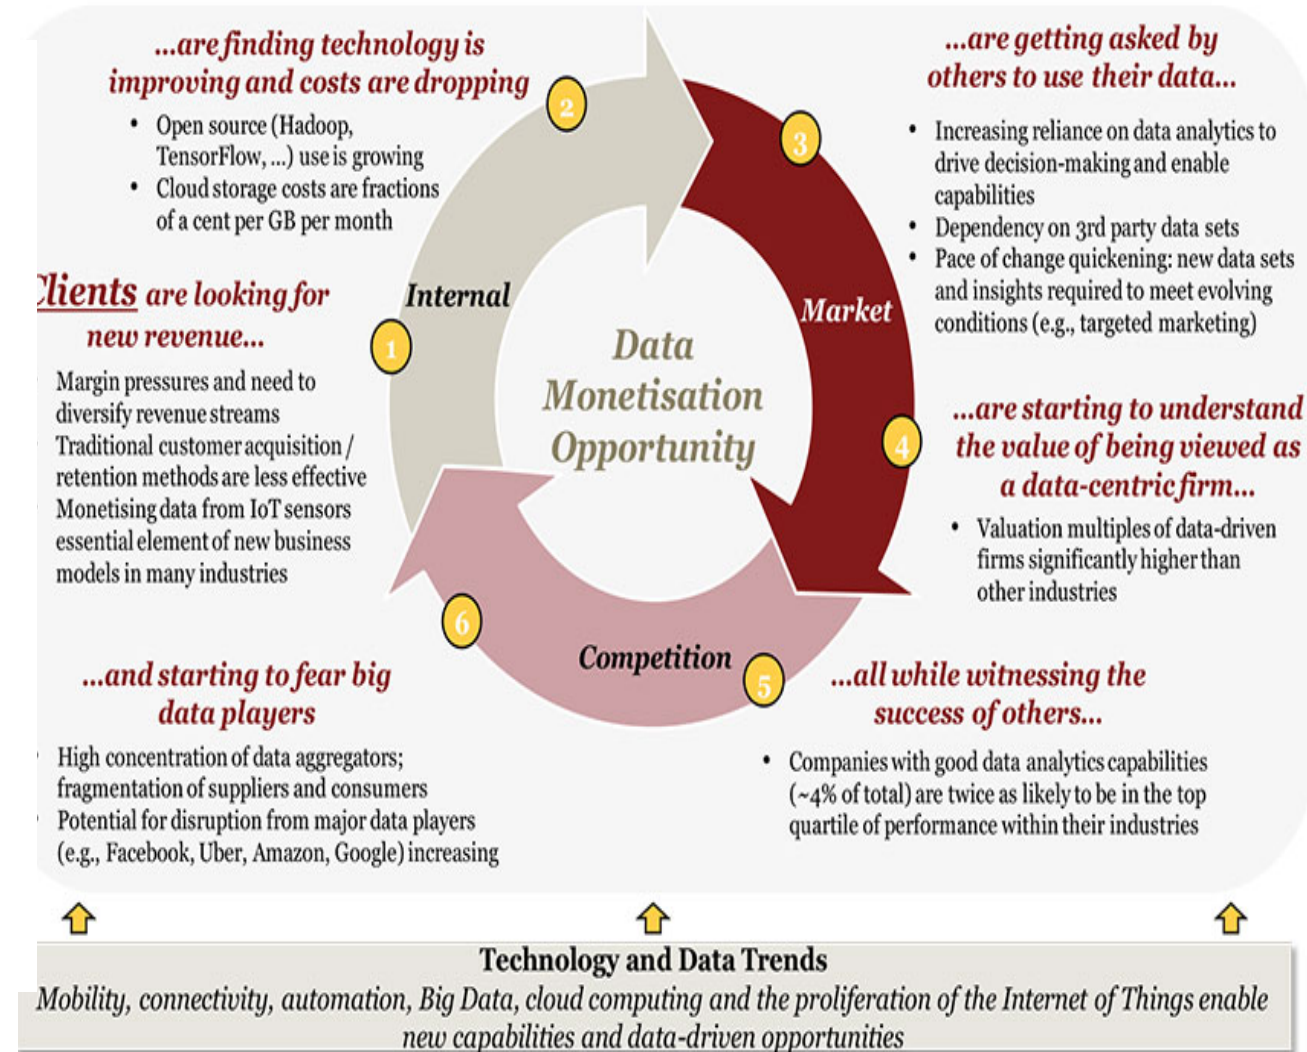 ...are finding technology is
improving and costs are dropping
• Open source (Hadoop,
TensorFlow, ...) use is growing
• Cloud storage costs are fractions
of a cent per GB per month
Clients are looking for
new revenue...
Margin pressures and need to
diversify revenue streams
Traditional customer acquisition /
retention methods are less effective
Monetising data from IoT sensors
essential element of new business
models in many industries
...and starting to fear big
data players
High concentration of data aggregators;
fragmentation of suppliers and consumers
Potential for disruption from major data players
(e.g., Facebook, Uber, Amazon, Google) increasing
1
2
3
4
5
6
Internal
Market
Competition
Data
Monetisation
Opportunity
...are getting asked by
others to use their data...
• Increasing reliance on data analytics to
drive decision-making and enable
capabilities
• Dependency on 3rd party data sets
• Pace of change quickening: new data sets
and insights required to meet evolving
conditions (e.g., targeted marketing)
...are starting to understand
the value of being viewed as
a data-centric firm...
• Valuation multiples of data-driven
firms significantly higher than
other industries
...all while witnessing the
success of others...
• Companies with good data analytics capabilities
(~4% of total) are twice as likely to be in the top
quartile of performance within their industries
Technology and Data Trends
Mobility, connectivity, automation, Big Data, cloud computing and the proliferation of the Internet of Things enable
new capabilities and data-driven opportunities